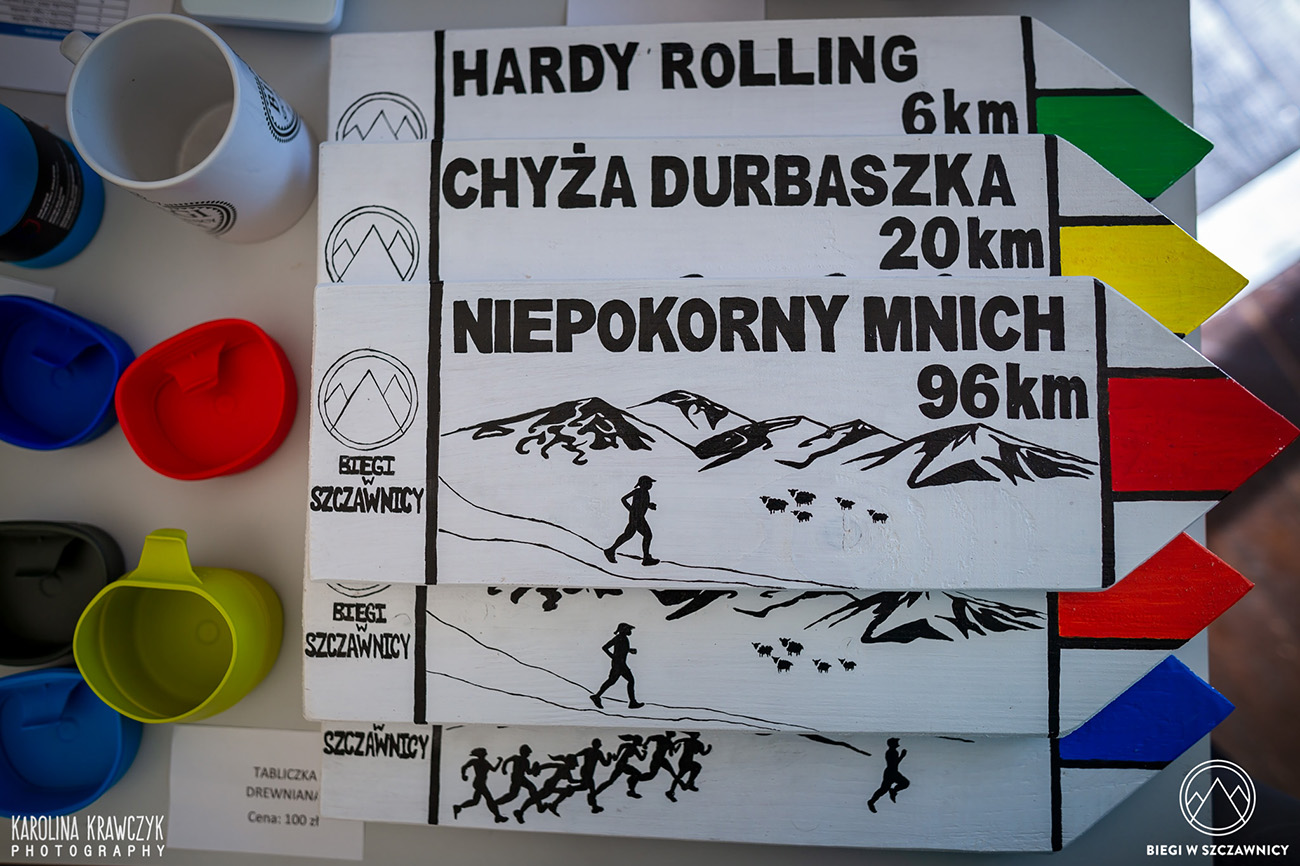 HARDY ROLLING
6km
CHYŻA DURBASZKA
20km
NIEPOKORNY MNICH
96km
BIEGI
W
SZCZAWNICY
BIEGI
W
SZCZAWNICY
W
SZCZAWNICY
TABLICZKA
DREWNIANA
Cena: 100 zł
KAROLINA KRAWCZYK
PHOTOGRAPHY
BIEGI W SZCZAWNICY